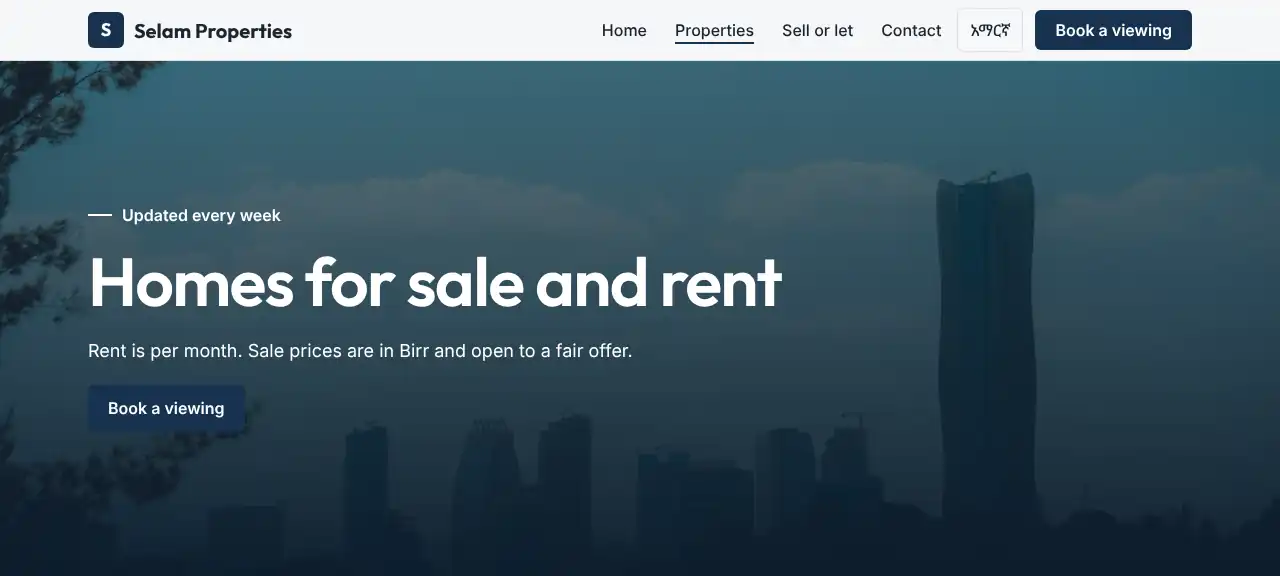 S
Selam Properties
Home
Properties
Sell or let
Contact
አማርኛ
Book a viewing
Updated every week
Homes for sale and rent
Rent is per month. Sale prices are in Birr and open to a fair offer.
Book a viewing